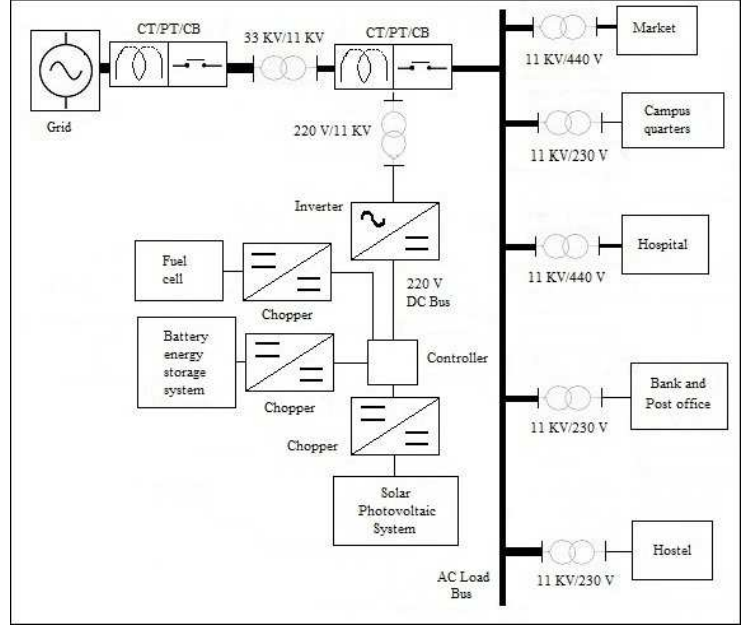 CT/PT/CB
33 KV/11 KV
CT/PT/CB
Grid
220 V/11 KV
Inverter
220 V
DC Bus
Fuel
cell
Chopper
Battery
energy
storage
system
Chopper
Controller
Chopper
Solar
Photovoltaic
System
AC Load
Bus
Market
11 KV/440 V
Campus
quarters
11 KV/230 V
Hospital
11 KV/440 V
Bank and
Post office
11 KV/230 V
Hostel
11 KV/230 V